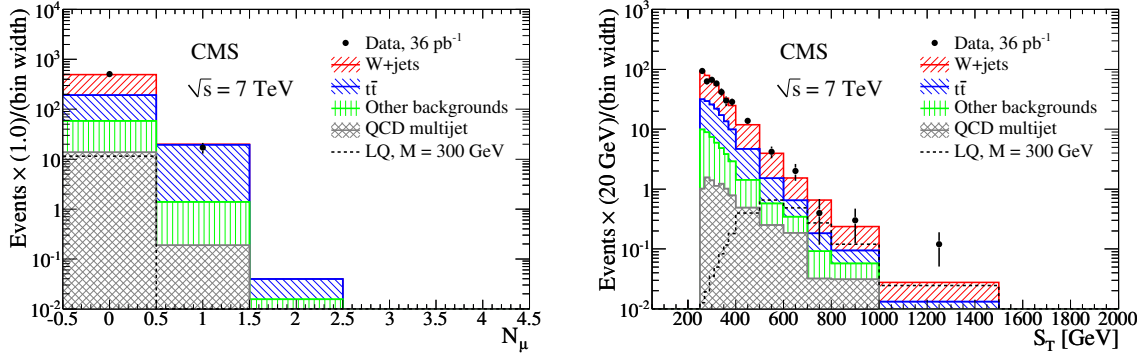 Events × (1.0)/(bin width)
10⁴
10³
10²
10
1
10⁻¹
10⁻²
CMS
√s = 7 TeV
Data, 36 pb⁻¹
W+jets
tt̄
Other backgrounds
QCD multijet
LQ, M = 300 GeV
-0.5 0 0.5 1 1.5 2 2.5 3 3.5 4 4.5
N_μ
Events × (20 GeV)/(bin width)
10³
10²
10
1
10⁻¹
10⁻²
CMS
√s = 7 TeV
Data, 36 pb⁻¹
W+jets
tt̄
Other backgrounds
QCD multijet
LQ, M = 300 GeV
200 400 600 800 1000 1200 1400 1600 1800 2000
S_T [GeV]